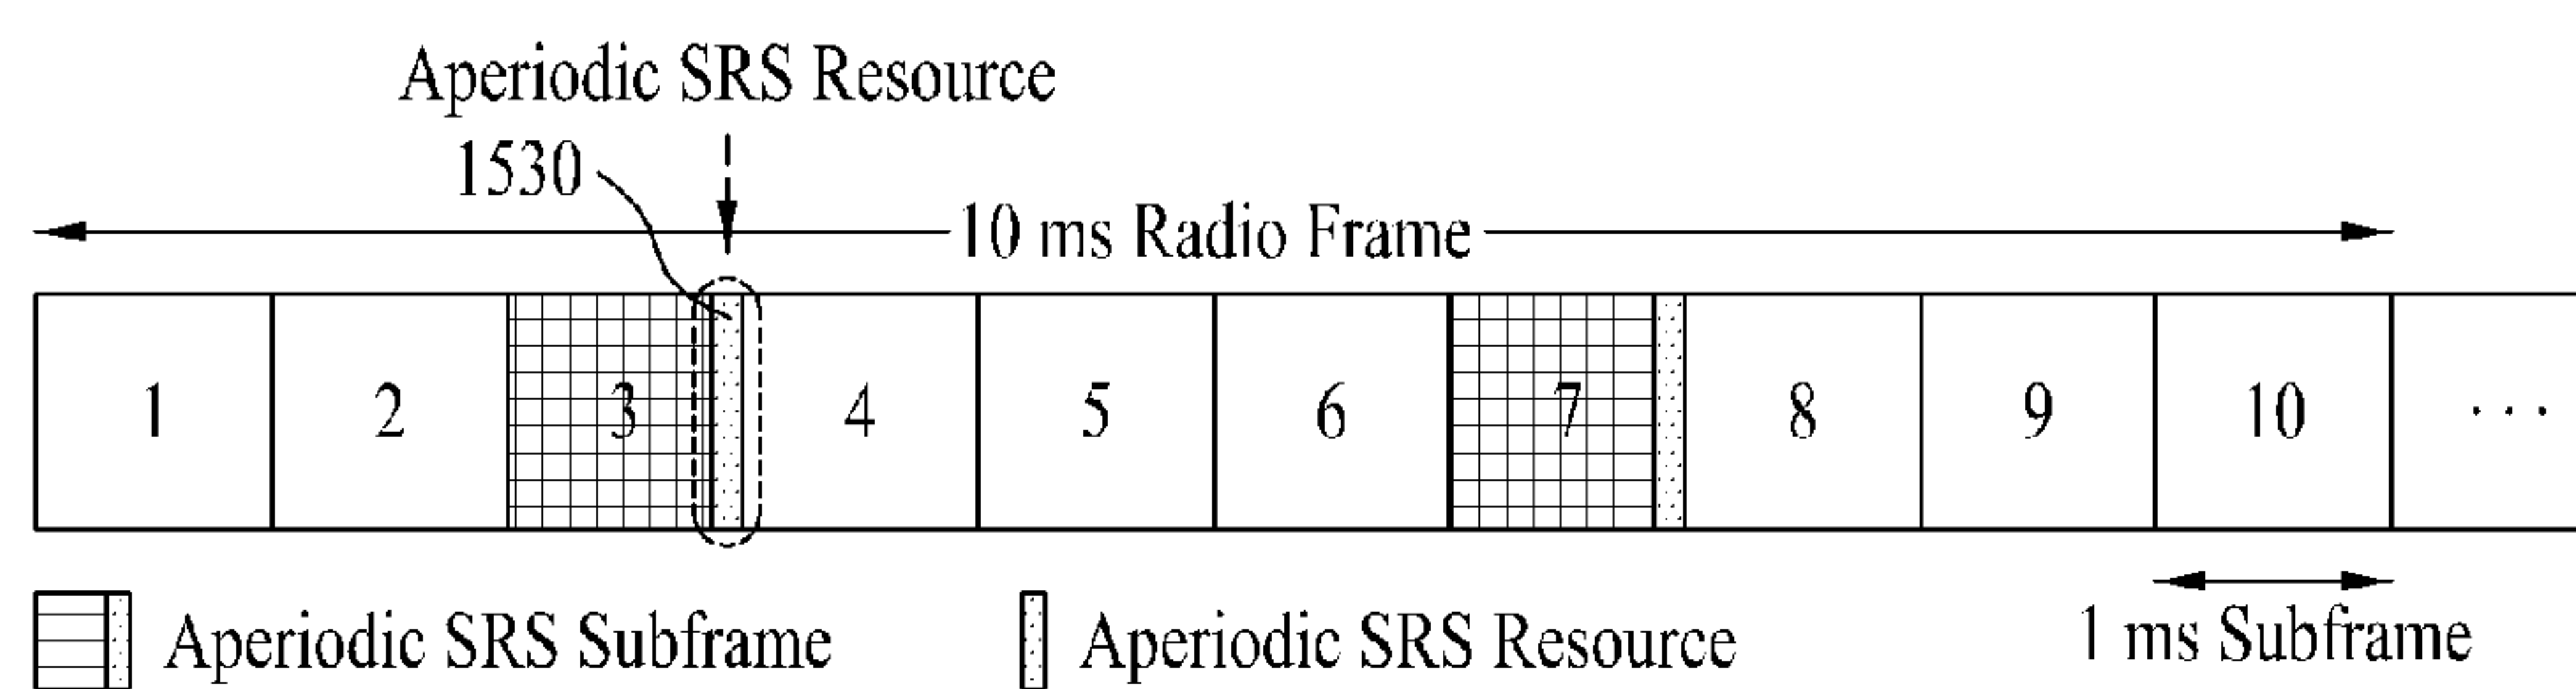 Aperiodic SRS Resource
1530
10 ms Radio Frame
1 2 3 4 5 6 7 8 9 10 ...
Aperiodic SRS Subframe
Aperiodic SRS Resource
1 ms Subframe